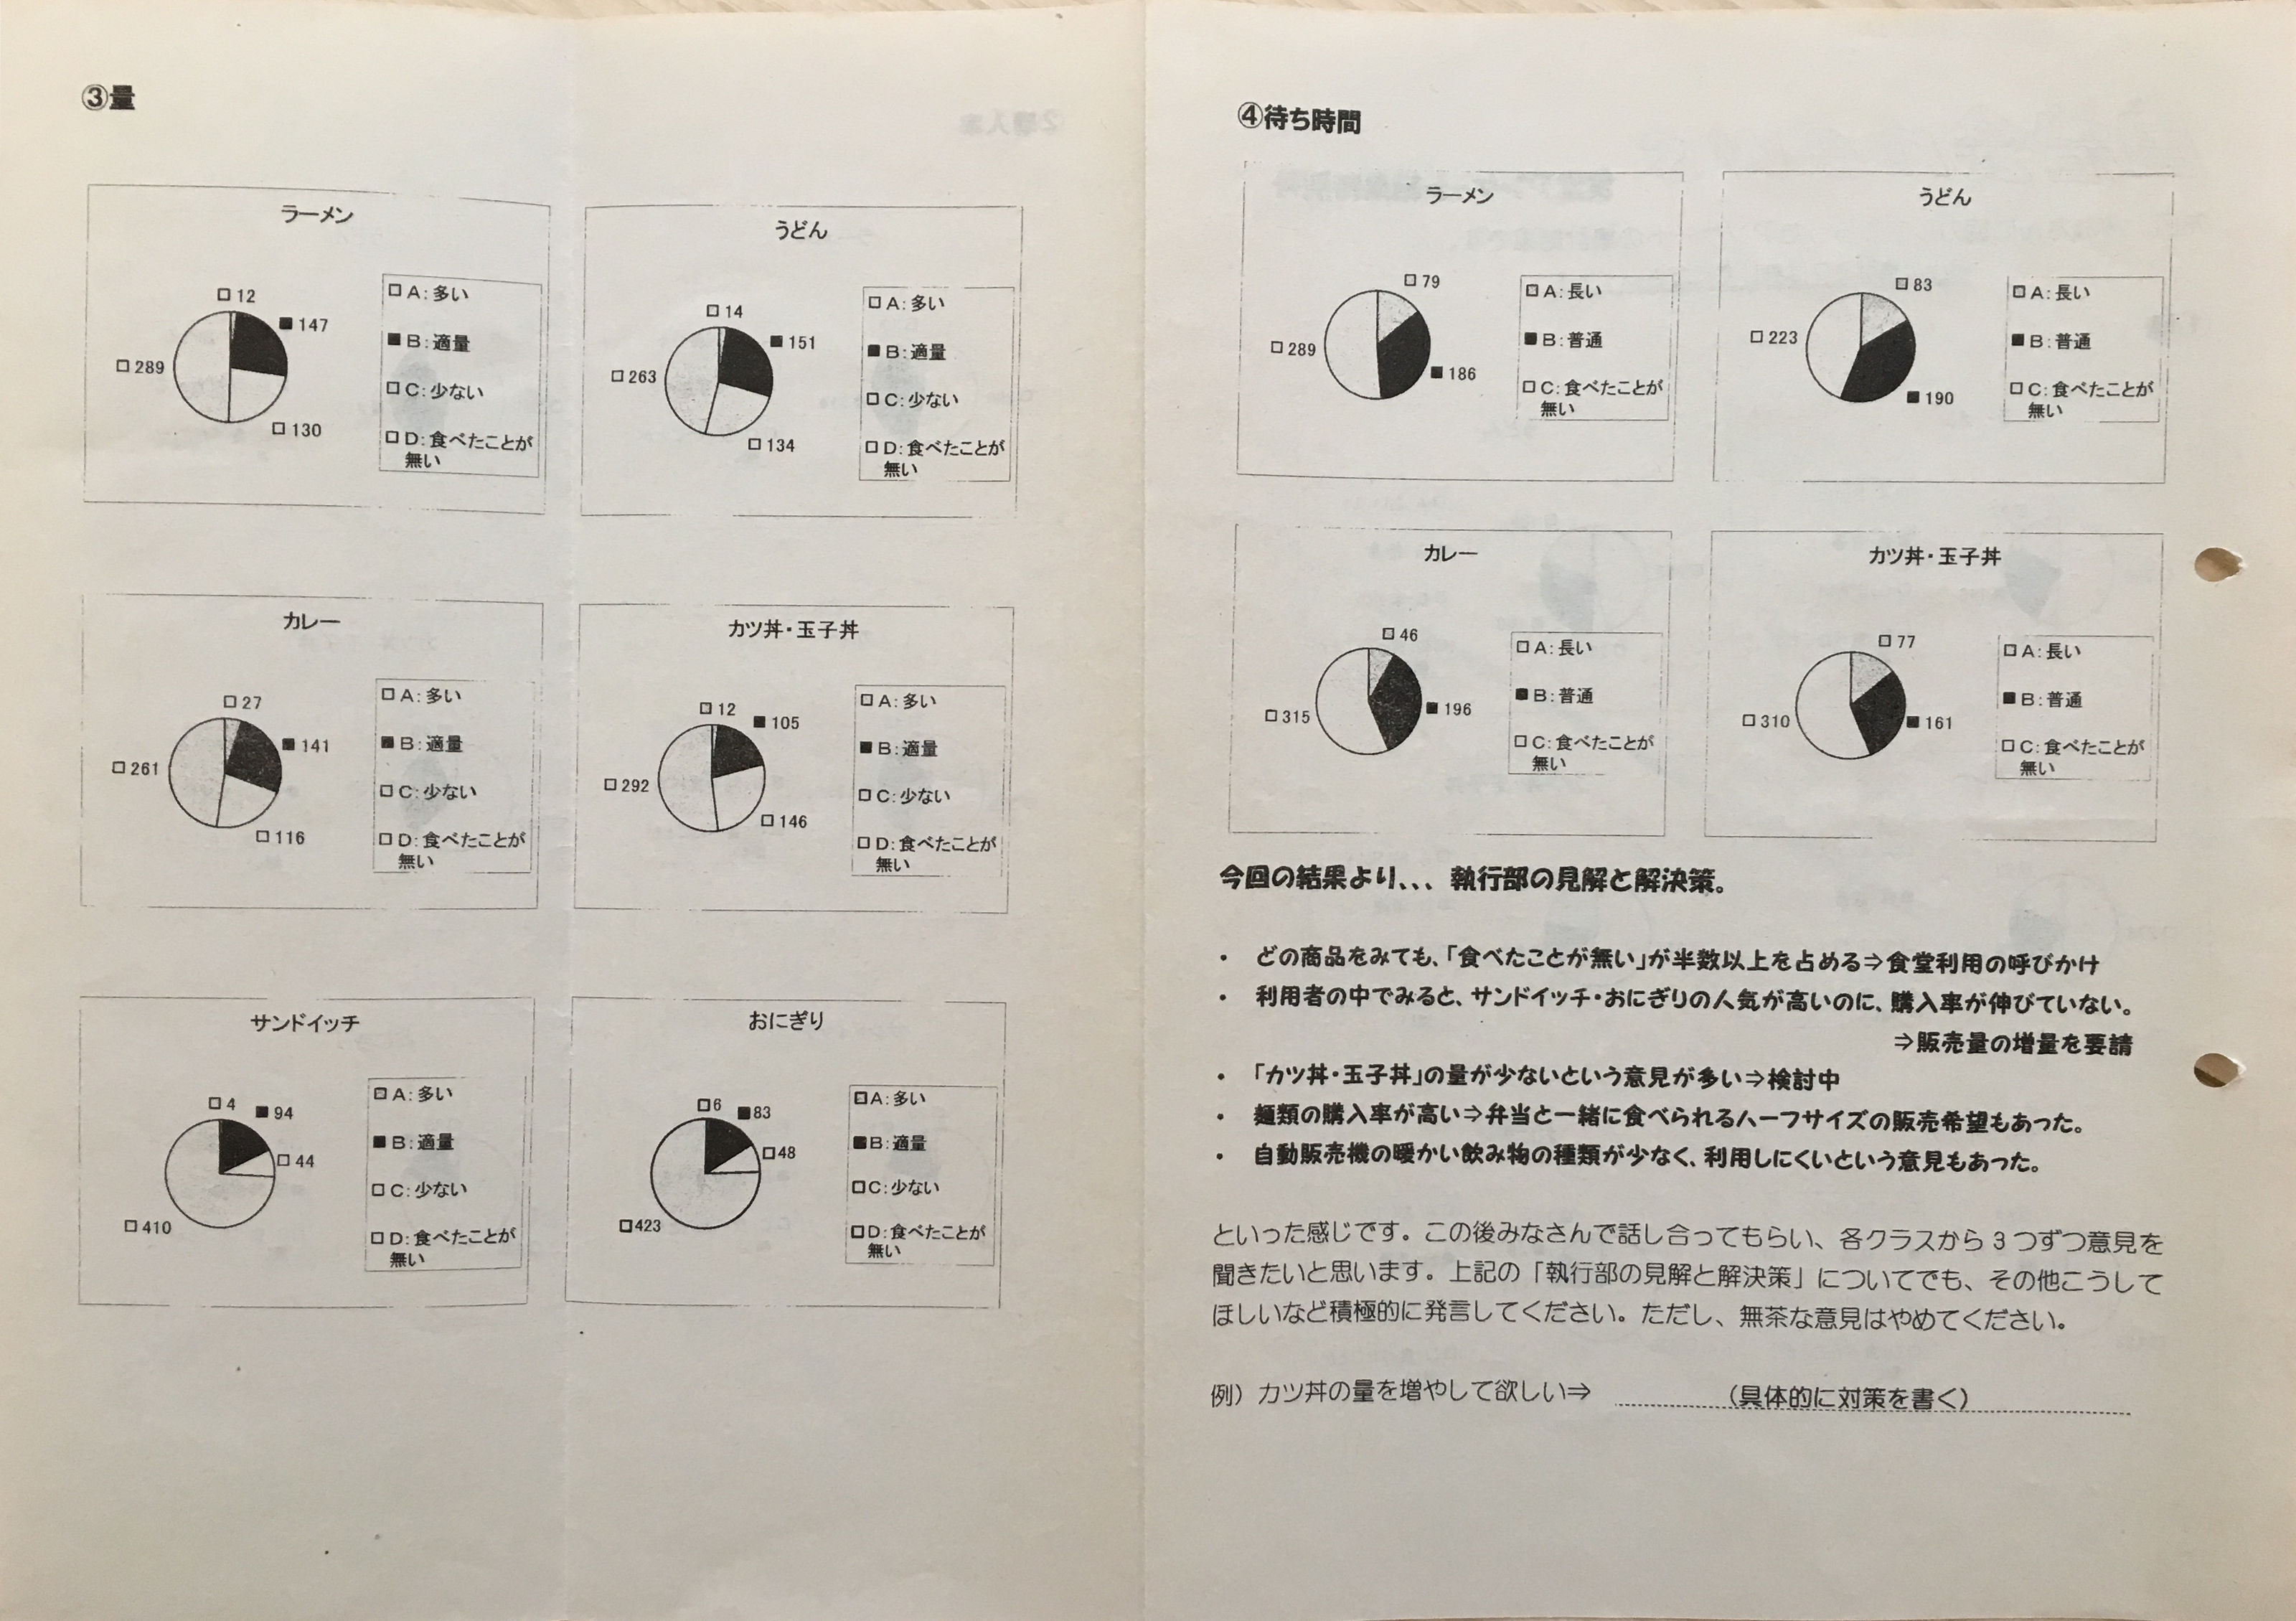 ③量
ラーメン
□12
■147
□289
□130
□A:多い
■B:適量
□C:少ない
□D:食べたことが
無い
うどん
□14
■151
□263
□134
□A:多い
■B:適量
□C:少ない
□D:食べたことが
無い
カレー
□27
■141
□261
□116
□A:多い
■B:適量
□C:少ない
□D:食べたことが
無い
カツ丼・玉子丼
□12
■105
□292
□146
□A:多い
■B:適量
□C:少ない
□D:食べたことが
無い
サンドイッチ
□4
■94
□44
□410
□A:多い
■B:適量
□C:少ない
□D:食べたことが
無い
おにぎり
□6
■83
□48
□423
□A:多い
■B:適量
□C:少ない
□D:食べたことが
無い
④待ち時間
ラーメン
□79
□289
■186
□A:長い
■B:普通
□C:食べたことが
無い
うどん
□83
□223
■190
□A:長い
■B:普通
□C:食べたことが
無い
カレー
□46
□315
■196
□A:長い
■B:普通
□C:食べたことが
無い
カツ丼・玉子丼
□77
□310
■161
□A:長い
■B:普通
□C:食べたことが
無い
今回の結果より、、、執行部の見解と解決策。
・ どの商品をみても、「食べたことが無い」が半数以上を占める⇒食堂利用の呼びかけ
・ 利用者の中でみると、サンドイッチ・おにぎりの人気が高いのに、購入率が伸びていない。
⇒販売量の増量を要請
・ 「カツ丼・玉子丼」の量が少ないという意見が多い⇒検討中
・ 麺類の購入率が高い⇒弁当と一緒に食べられるハーフサイズの販売希望もあった。
・ 自動販売機の暖かい飲み物の種類が少なく、利用しにくいという意見もあった。
といった感じです。この後みなさんで話し合ってもらい、各クラスから3つずつ意見を
聞きたいと思います。上記の「執行部の見解と解決策」についてでも、その他こうして
ほしいなど積極的に発言してください。ただし、無茶な意見はやめてください。
例）カツ丼の量を増やして欲しい⇒ （具体的に対策を書く）